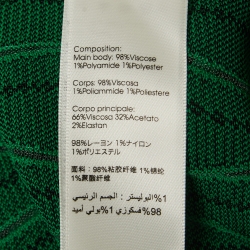 Composition:
Main body: 98%Viscose
1%Polyamide 1%Polyester
Corps: 98%Viscosa
1%Poliammide 1%Poliestere
Corpo principale:
66%Viscosa 32%Acetato
2%Elastan
98%レーヨン 1%ナイロン
1%ポリエステル
面料: 98%粘胶纤维 1%锦纶
1%聚酯纤维
الجسم الرئيسي : البوليستر 1%
98% فسكوزي 1% بولي أميد